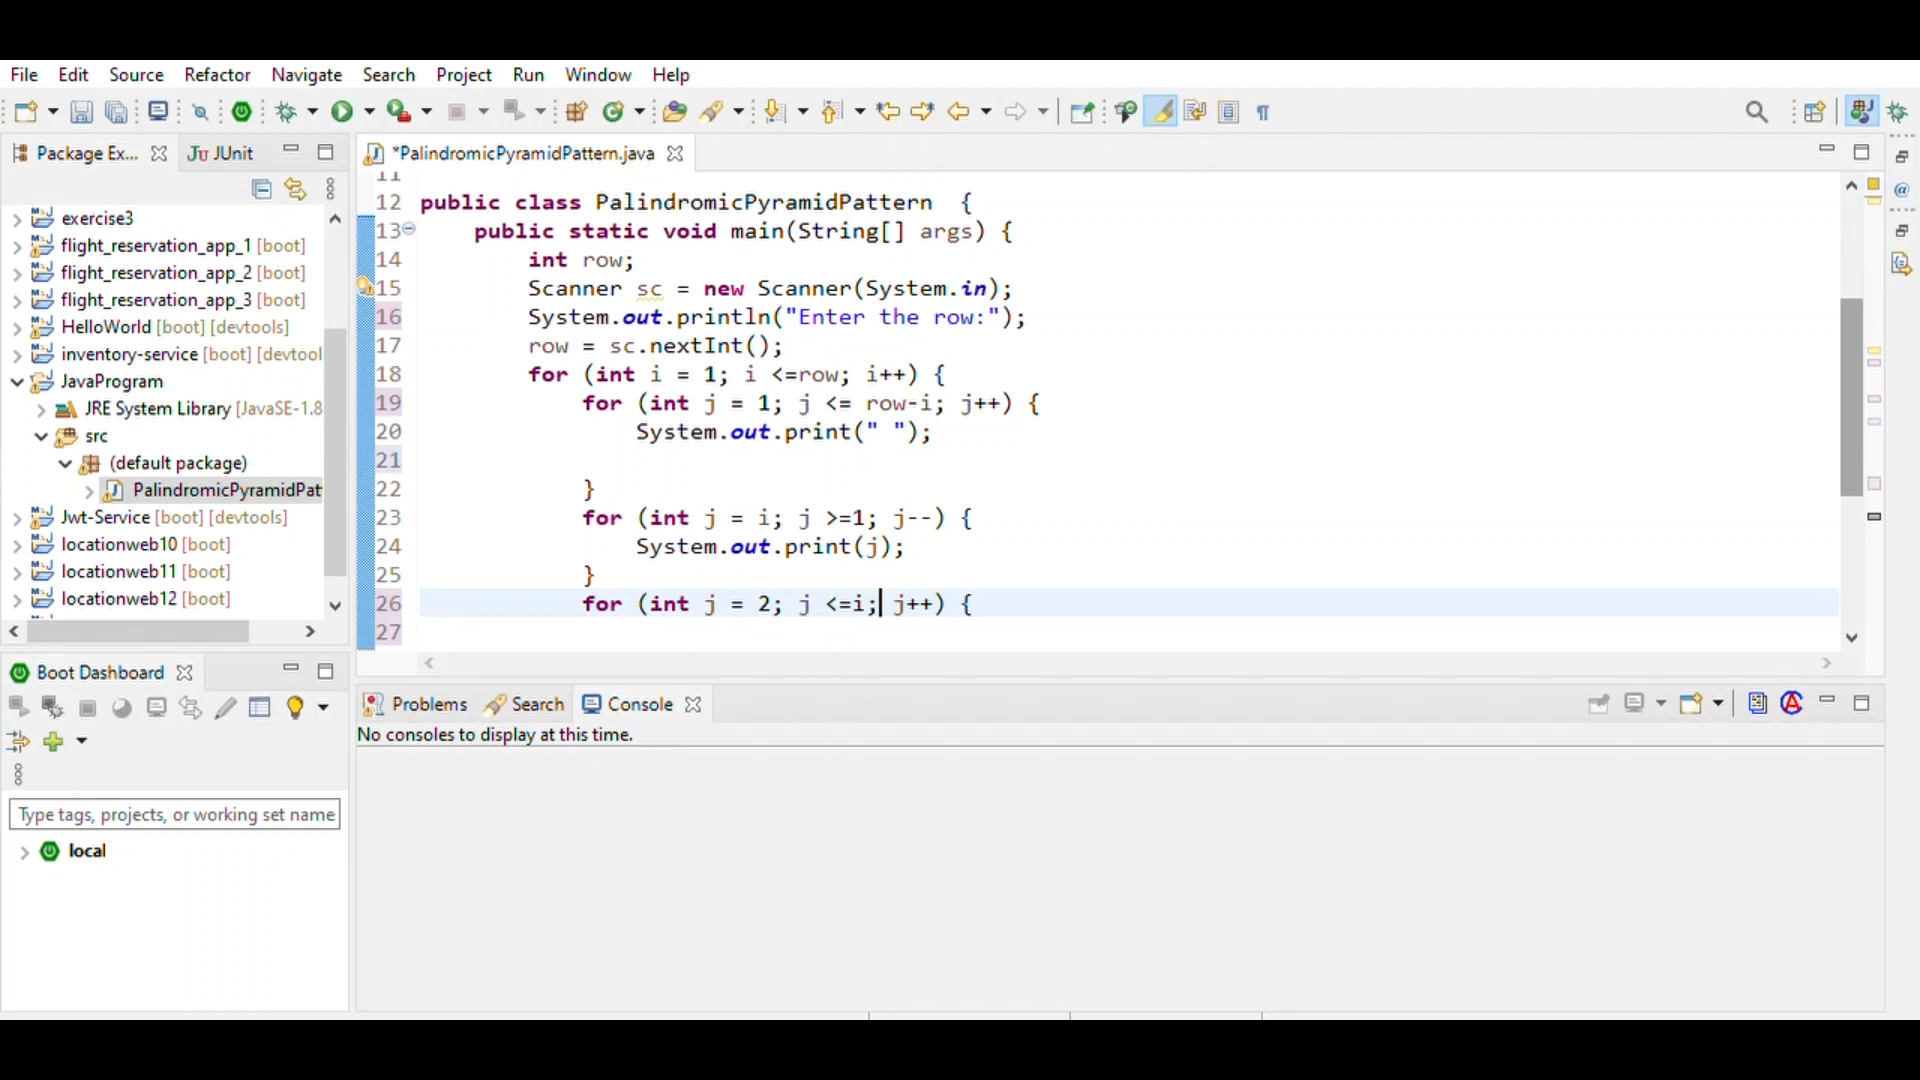 File Edit Source Refactor Navigate Search Project Run Window Help
Package Ex... JU JUnit
exercise3
flight_reservation_app_1 [boot]
flight_reservation_app_2 [boot]
flight_reservation_app_3 [boot]
HelloWorld [boot] [devtools]
inventory-service [boot] [devtool
JavaProgram
JRE System Library [JavaSE-1.8
src
(default package)
PalindromicPyramidPat
Jwt-Service [boot] [devtools]
locationweb10 [boot]
locationweb11 [boot]
locationweb12 [boot]
*PalindromicPyramidPattern.java
11
12 public class PalindromicPyramidPattern {
13 public static void main(String[] args) {
14 int row;
15 Scanner sc = new Scanner(System.in);
16 System.out.println("Enter the row:");
17 row = sc.nextInt();
18 for (int i = 1; i <=row; i++) {
19 for (int j = 1; j <= row-i; j++) {
20 System.out.print(" ");
21
22 }
23 for (int j = i; j >=1; j--) {
24 System.out.print(j);
25 }
26 for (int j = 2; j <=i; j++) {
27
Boot Dashboard
Type tags, projects, or working set name
local
Problems Search Console
No consoles to display at this time.